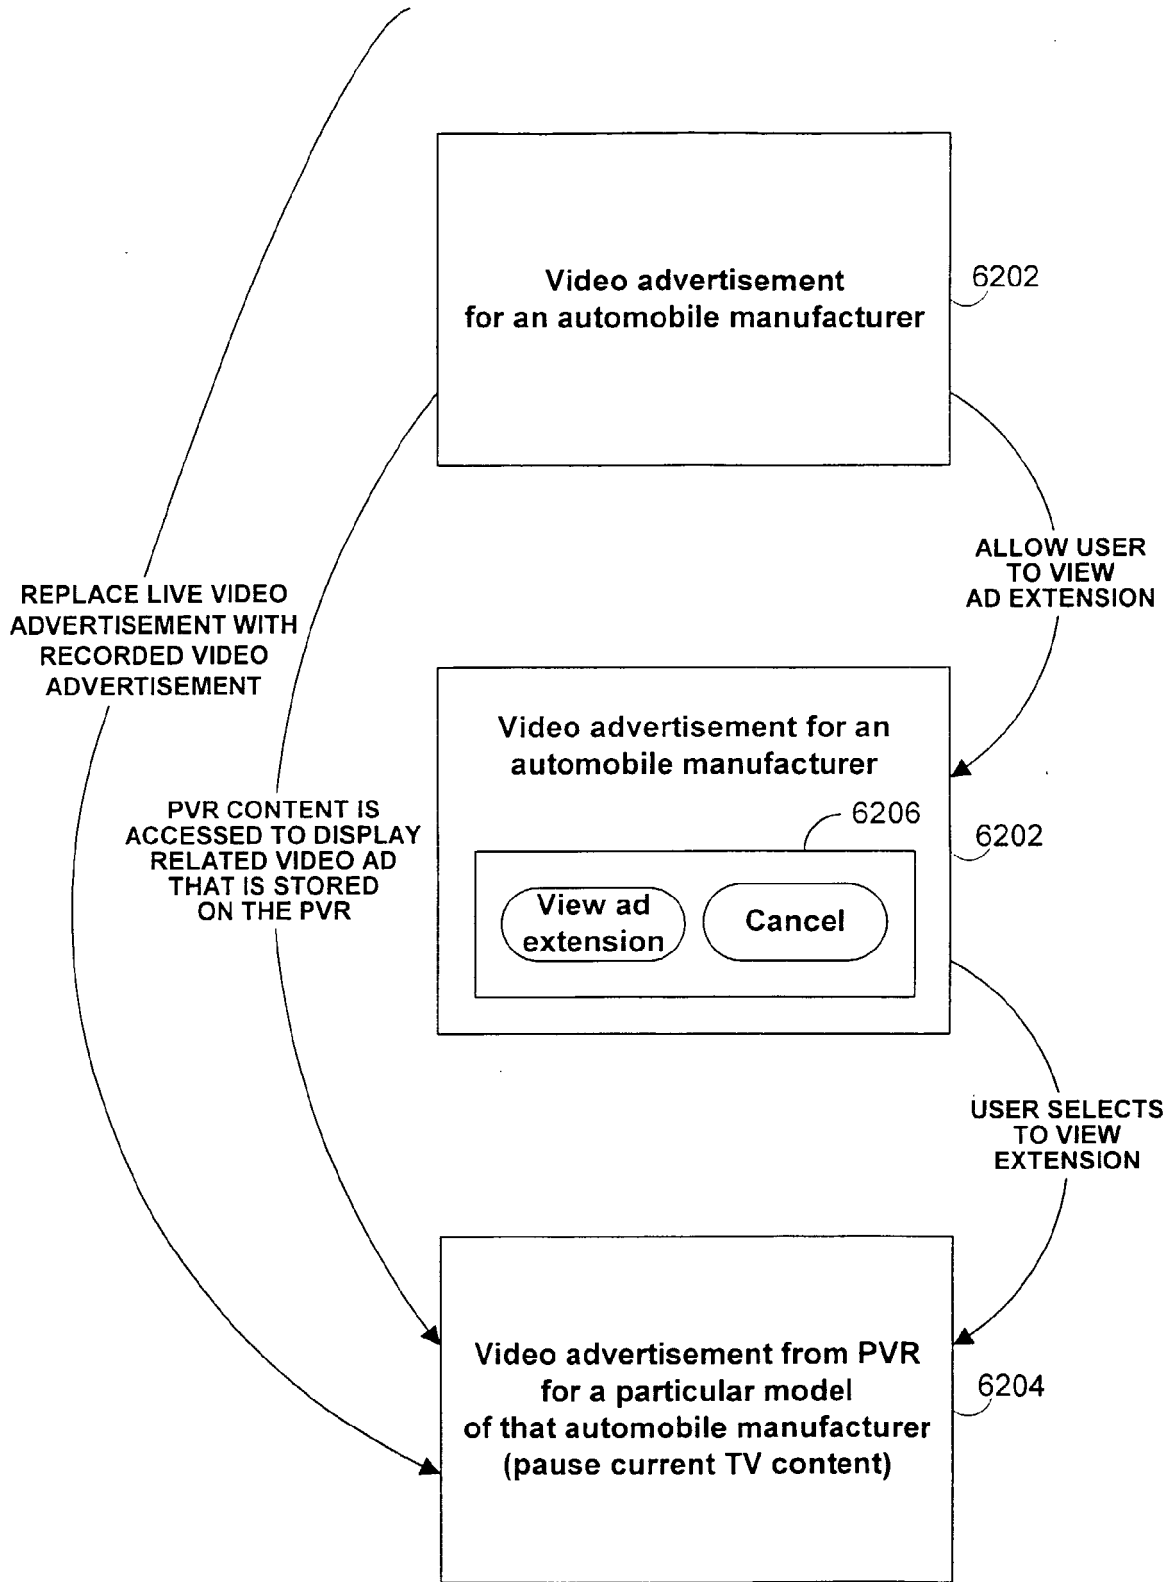 Video advertisement
for an automobile manufacturer
6202
ALLOW USER
TO VIEW
AD EXTENSION
REPLACE LIVE VIDEO
ADVERTISEMENT WITH
RECORDED VIDEO
ADVERTISEMENT
Video advertisement for an
automobile manufacturer
PVR CONTENT IS
ACCESSED TO DISPLAY
RELATED VIDEO AD
THAT IS STORED
ON THE PVR
6206
6202
View ad
extension
Cancel
USER SELECTS
TO VIEW
EXTENSION
Video advertisement from PVR
for a particular model
of that automobile manufacturer
(pause current TV content)
6204